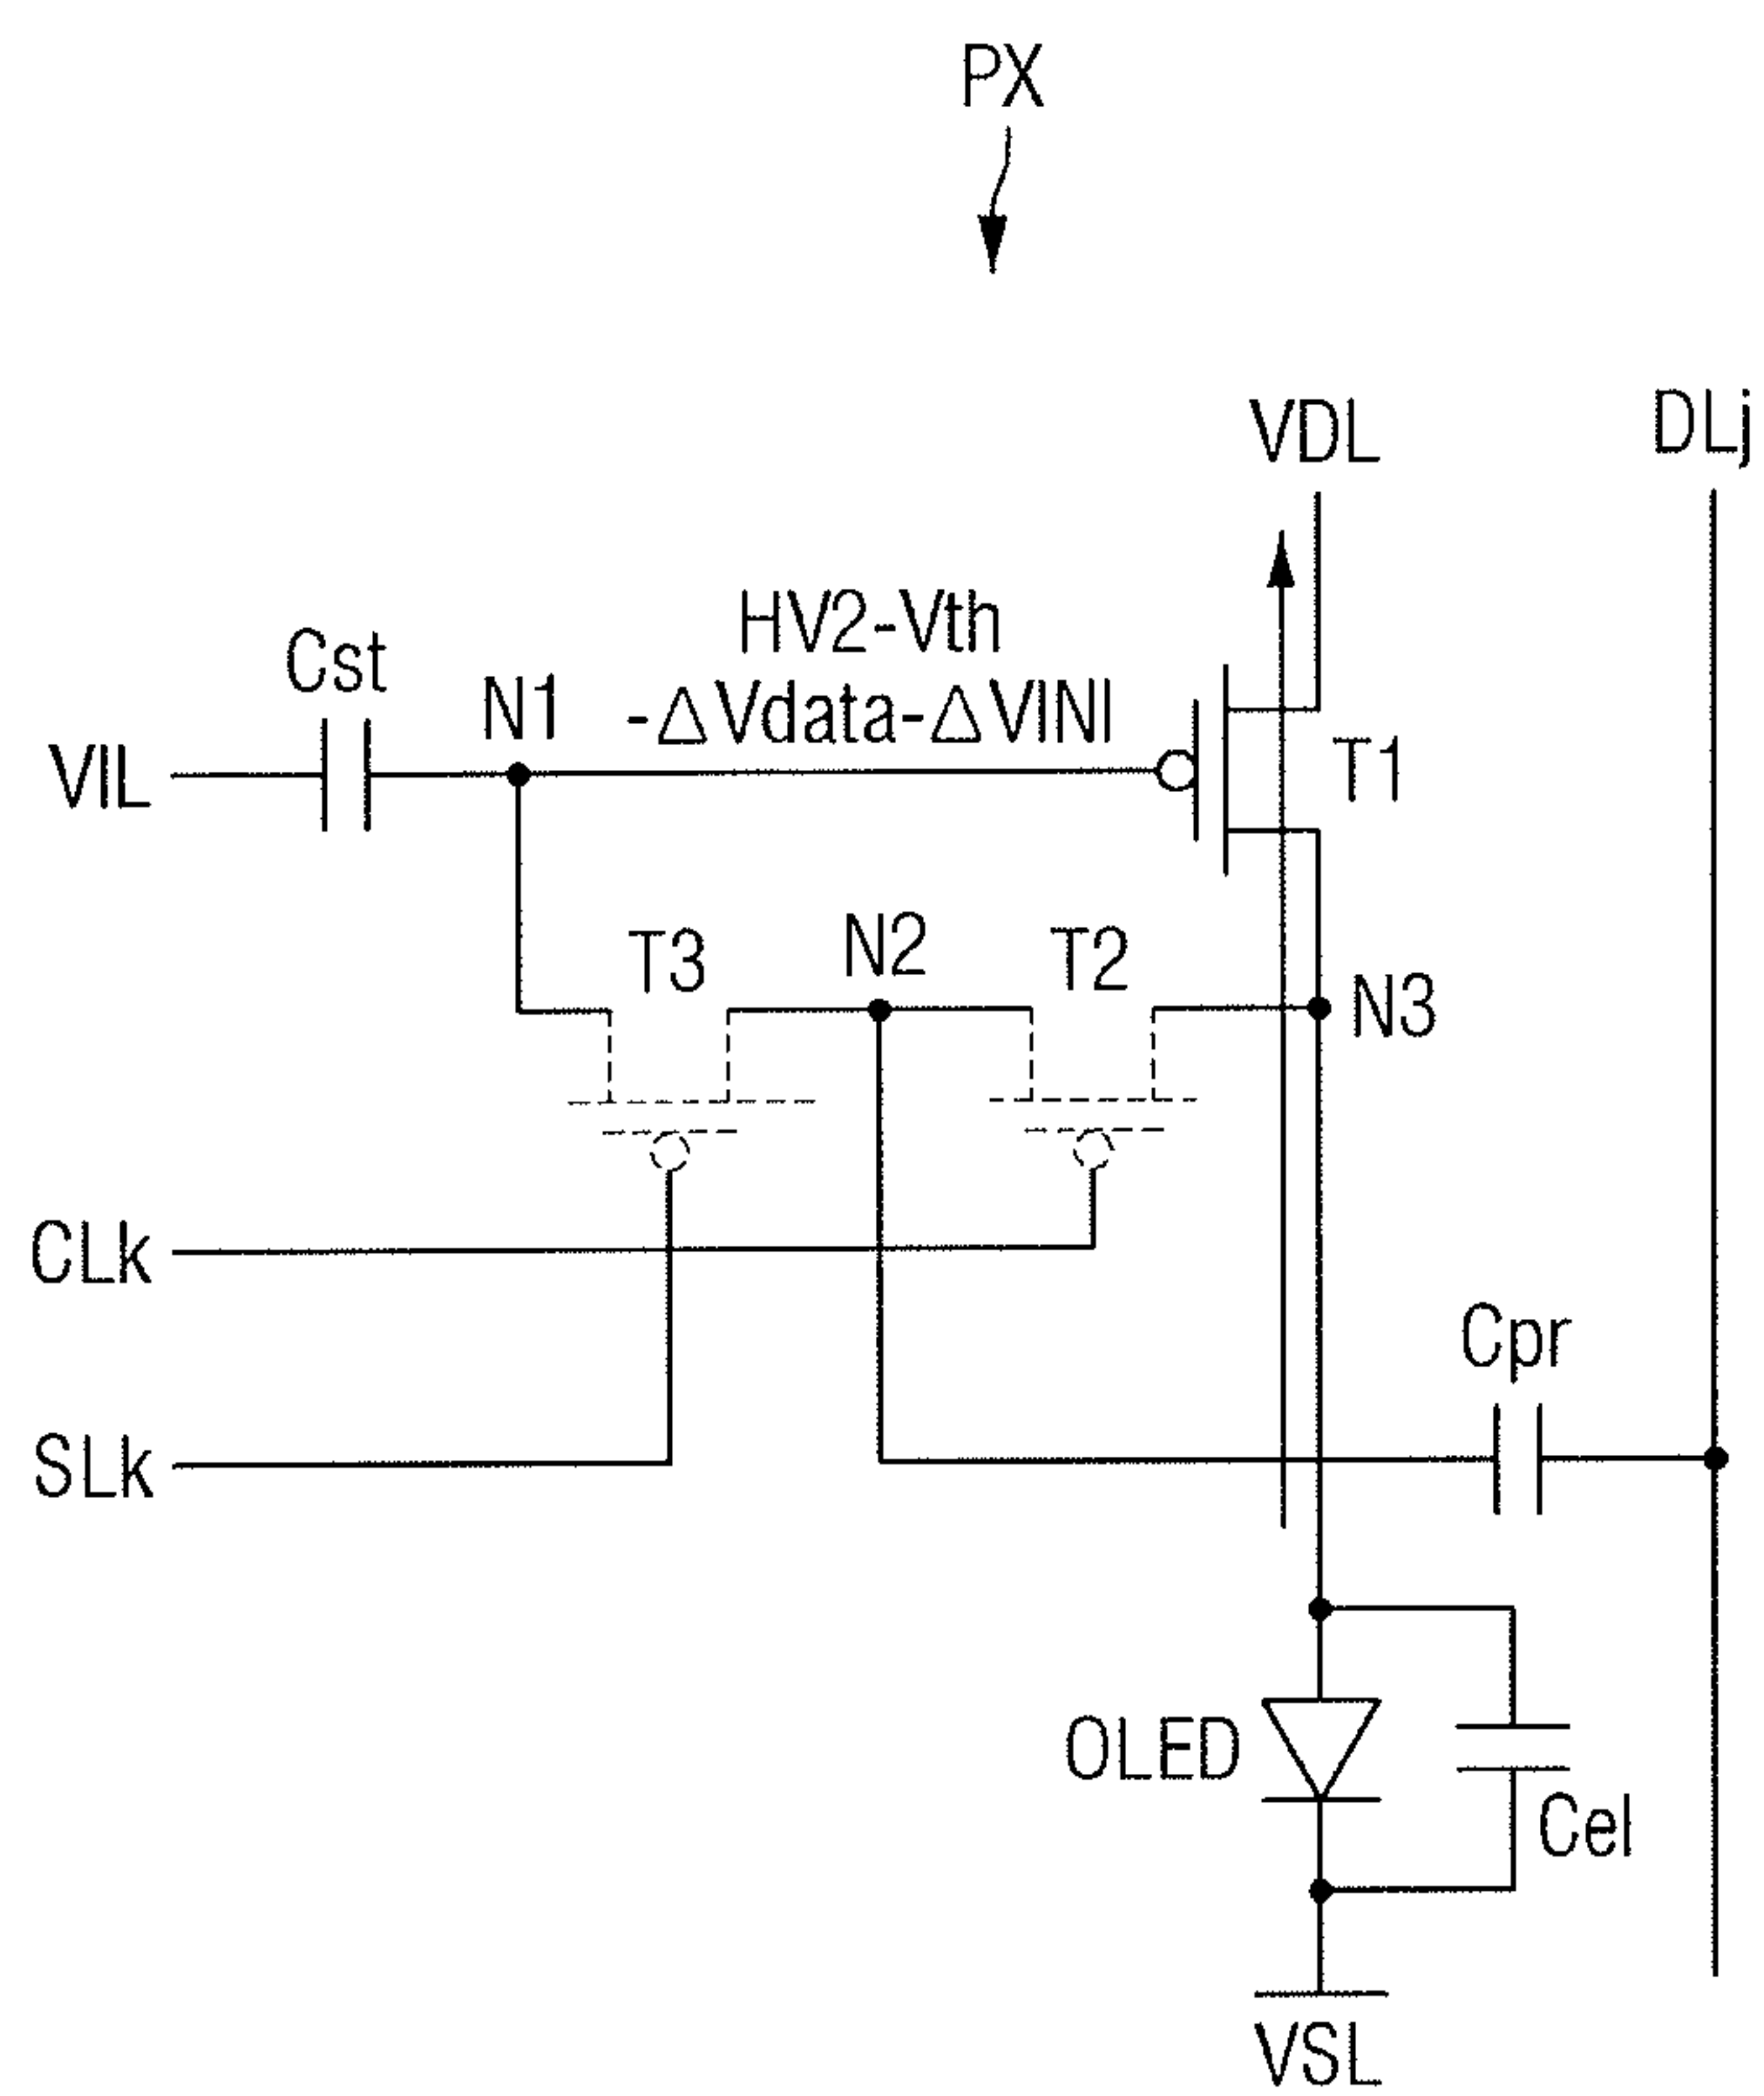 PX
VDL
DLj
HV2-Vth
-ΔVdata-ΔVINI
Cst
N1
VIL
T1
T3
N2
T2
N3
CLk
Cpr
SLk
OLED
Cel
VSL